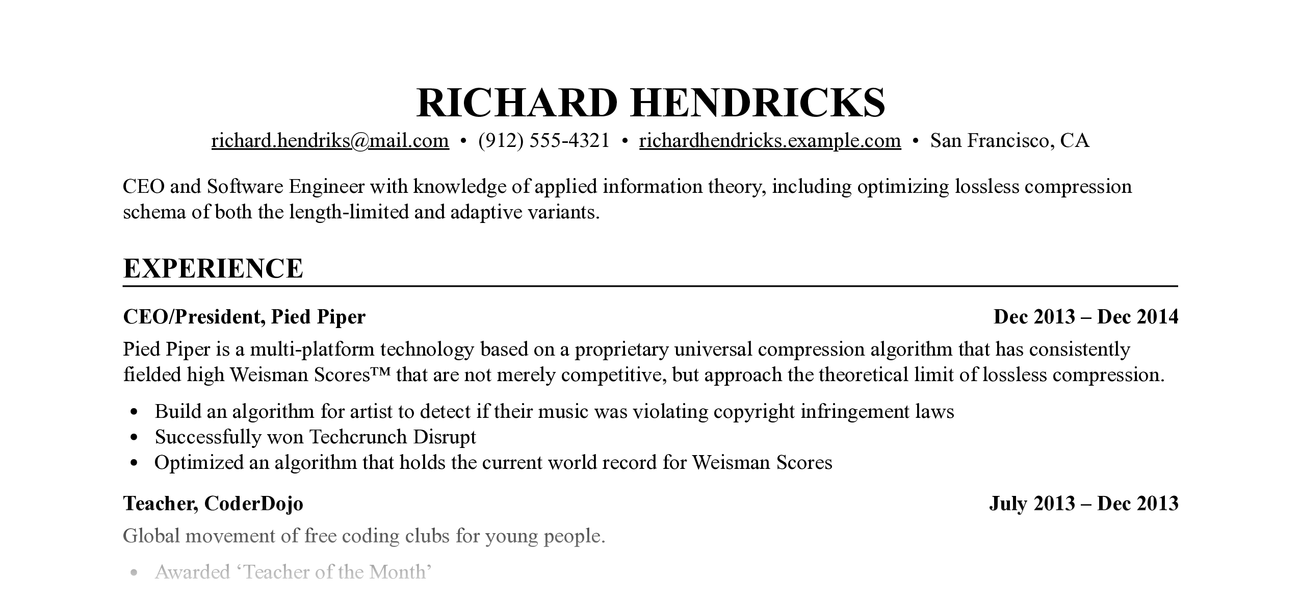 RICHARD HENDRICKS
richard.hendriks@mail.com • (912) 555-4321 • richardhendricks.example.com • San Francisco, CA
CEO and Software Engineer with knowledge of applied information theory, including optimizing lossless compression
schema of both the length-limited and adaptive variants.
EXPERIENCE
CEO/President, Pied Piper Dec 2013 – Dec 2014
Pied Piper is a multi-platform technology based on a proprietary universal compression algorithm that has consistently
fielded high Weisman Scores™ that are not merely competitive, but approach the theoretical limit of lossless compression.
• Build an algorithm for artist to detect if their music was violating copyright infringement laws
• Successfully won Techcrunch Disrupt
• Optimized an algorithm that holds the current world record for Weisman Scores
Teacher, CoderDojo July 2013 – Dec 2013
Global movement of free coding clubs for young people.
• Awarded ‘Teacher of the Month’